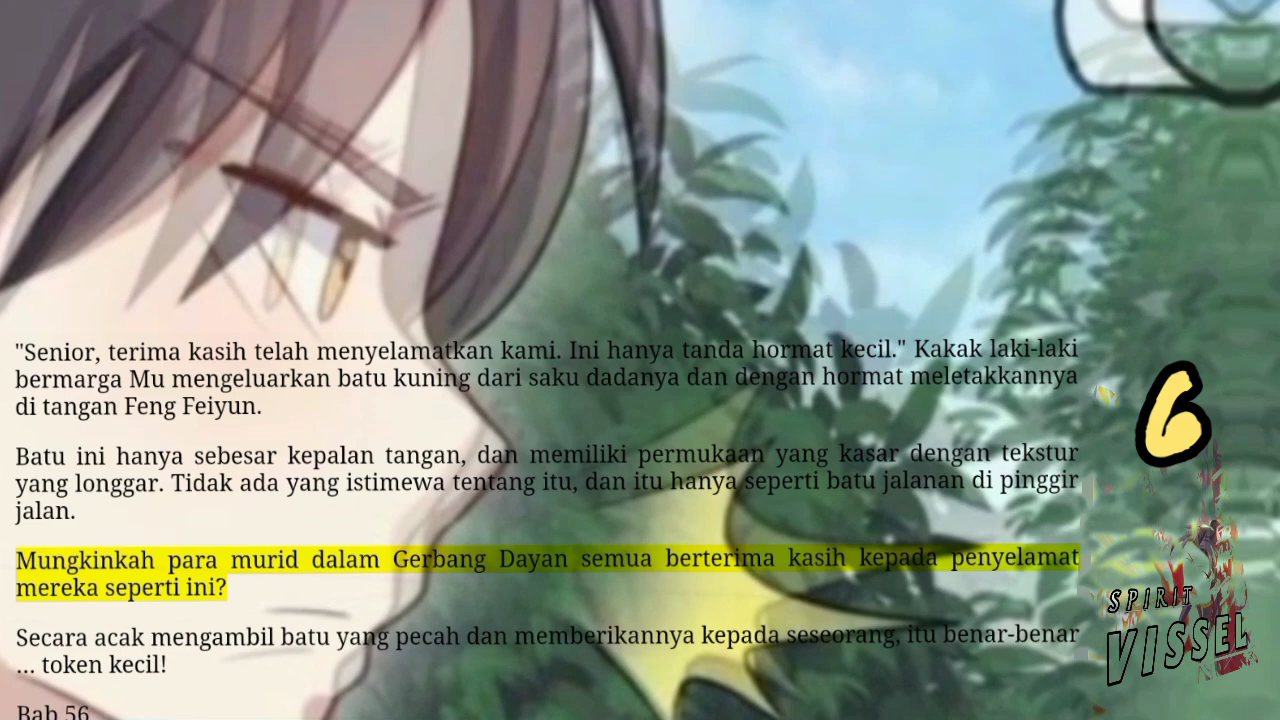 "Senior, terima kasih telah menyelamatkan kami. Ini hanya tanda hormat kecil." Kakak laki-laki
bermarga Mu mengeluarkan batu kuning dari saku dadanya dan dengan hormat meletakkannya
di tangan Feng Feiyun.
Batu ini hanya sebesar kepalan tangan, dan memiliki permukaan yang kasar dengan tekstur
yang longgar. Tidak ada yang istimewa tentang itu, dan itu hanya seperti batu jalanan di pinggir
jalan.
Mungkinkah para murid dalam Gerbang Dayan semua berterima kasih kepada penyelamat
mereka seperti ini?
Secara acak mengambil batu yang pecah dan memberikannya kepada seseorang, itu benar-benar
... token kecil!
Bab 56
6
SPIRIT
VISSEL